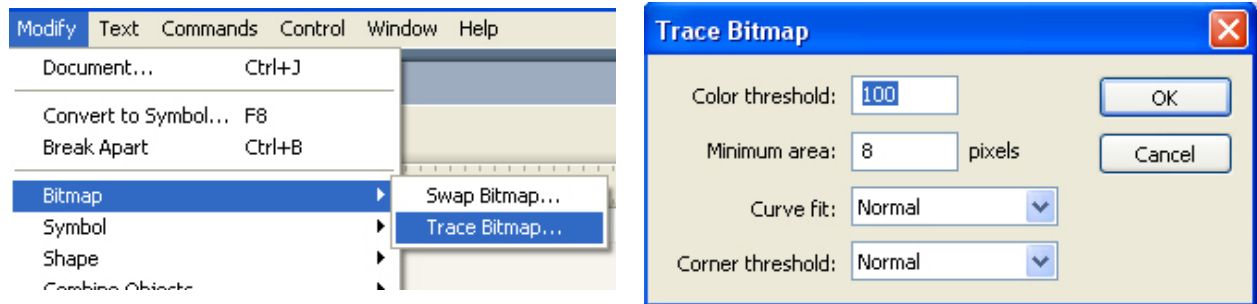 Modify Text Commands Control Window Help
Document... Ctrl+J
Convert to Symbol... F8
Break Apart Ctrl+B
Bitmap
Swap Bitmap...
Symbol
Trace Bitmap...
Shape
Combine Objects
Trace Bitmap
Color threshold: 100
OK
Minimum area: 8 pixels
Cancel
Curve fit: Normal
Corner threshold: Normal